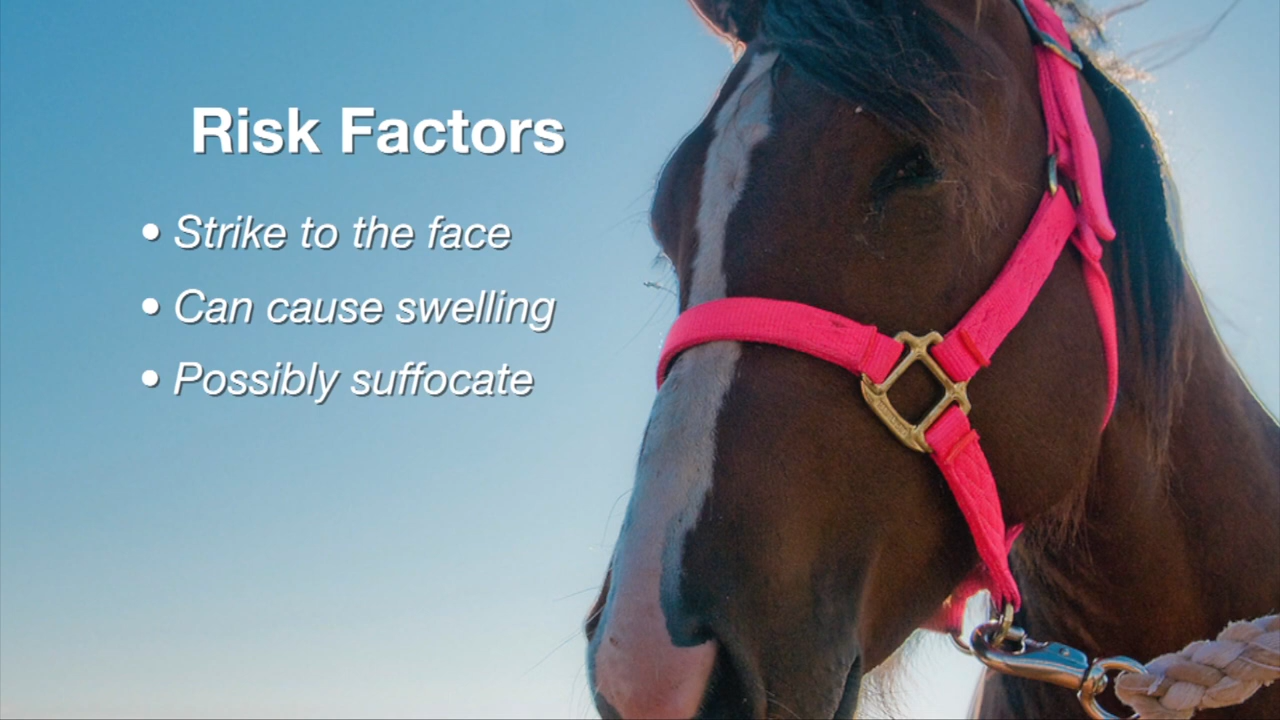 Risk Factors
• Strike to the face
• Can cause swelling
• Possibly suffocate